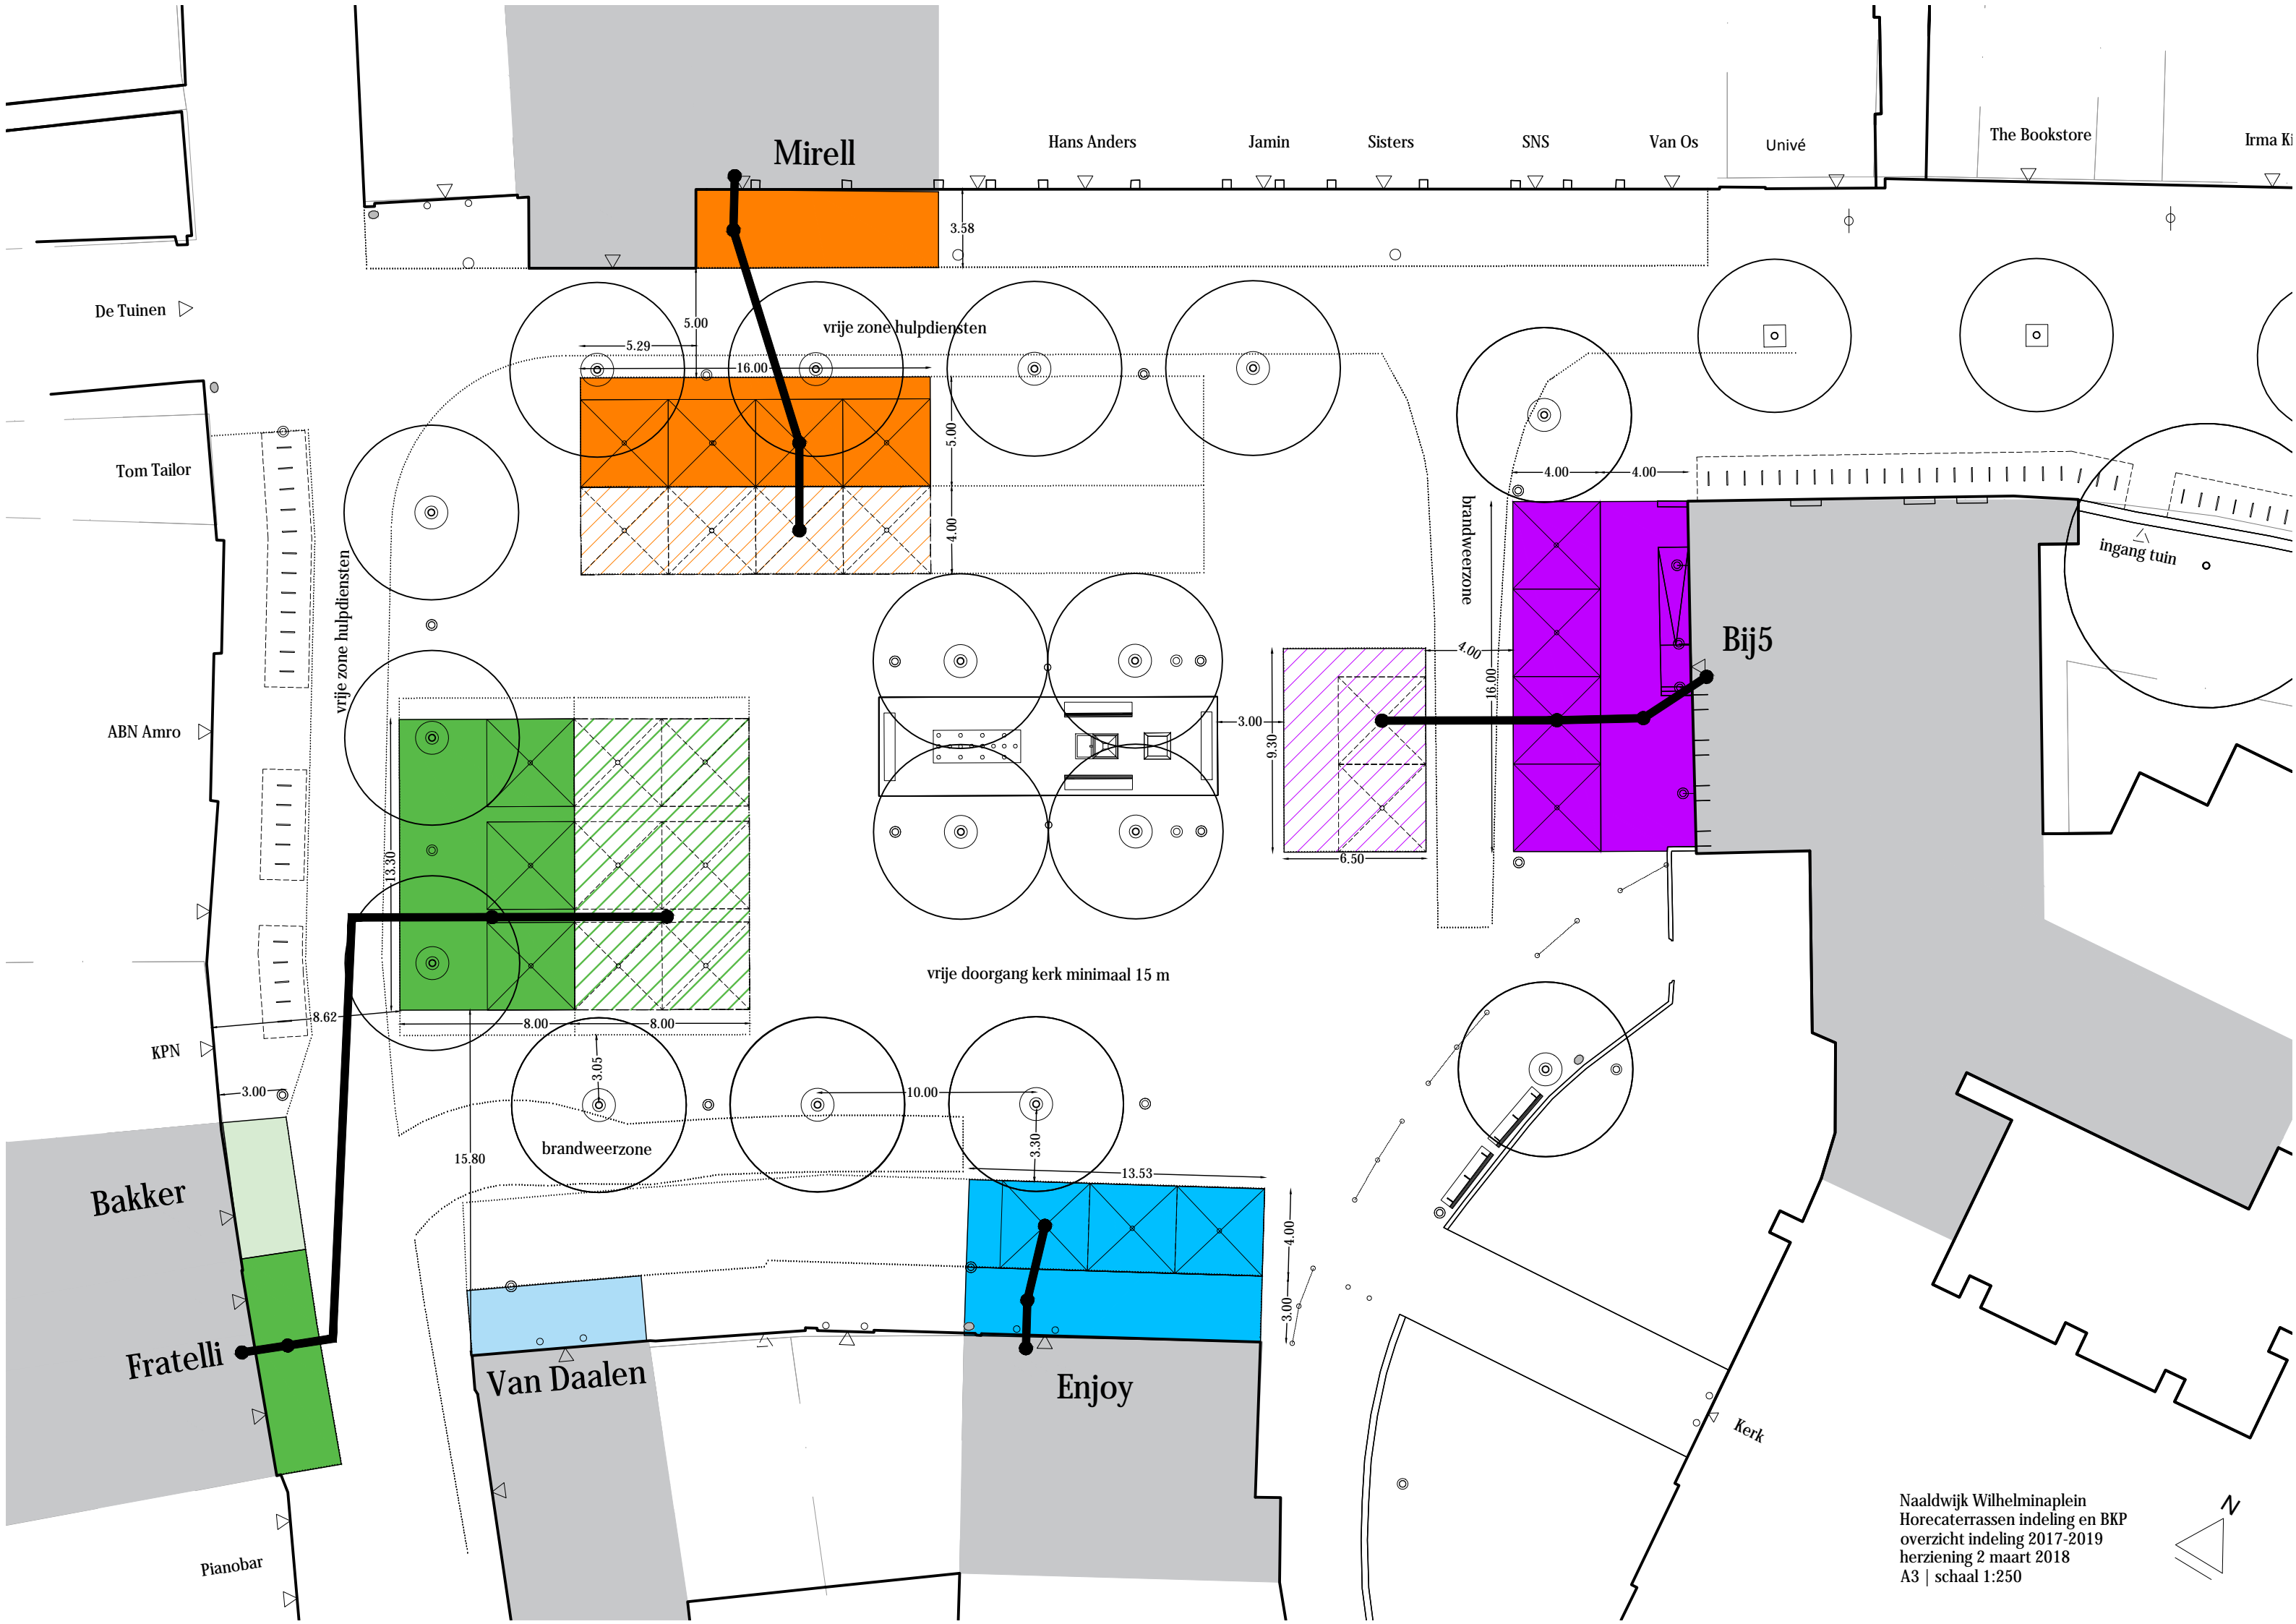 Mirell
Hans Anders
Jamin
Sisters
SNS
Van Os
Univé
The Bookstore
Irma Ki
3.58
De Tuinen
5.00
vrije zone hulpdiensten
5.29
16.00
5.00
4.00
Tom Tailor
vrije zone hulpdiensten
4.00
4.00
brandweerzone
ingang tuin
Bij5
4.00
16.00
ABN Amro
3.00
9.30
6.50
13.30
vrije doorgang kerk minimaal 15 m
8.62
8.00
8.00
KPN
3.05
3.00
10.00
brandweerzone
3.30
15.80
13.53
Bakker
4.00
3.00
Fratelli
Van Daalen
Enjoy
Kerk
Pianobar
N
Naaldwijk Wilhelminaplein
Horecaterrassen indeling en BKP
overzicht indeling 2017-2019
herziening 2 maart 2018
A3 | schaal 1:250